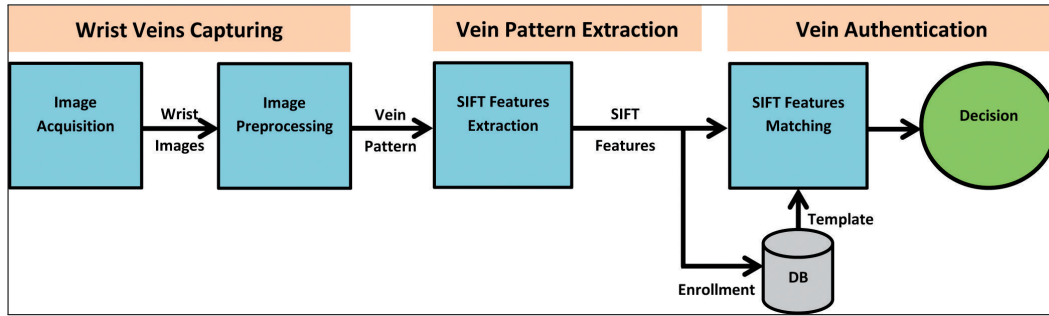 Wrist Veins Capturing
Vein Pattern Extraction
Vein Authentication
Image
Acquisition
Wrist
Images
Image
Preprocessing
Vein
Pattern
SIFT Features
Extraction
SIFT
Features
SIFT Features
Matching
Decision
Template
Enrollment
DB